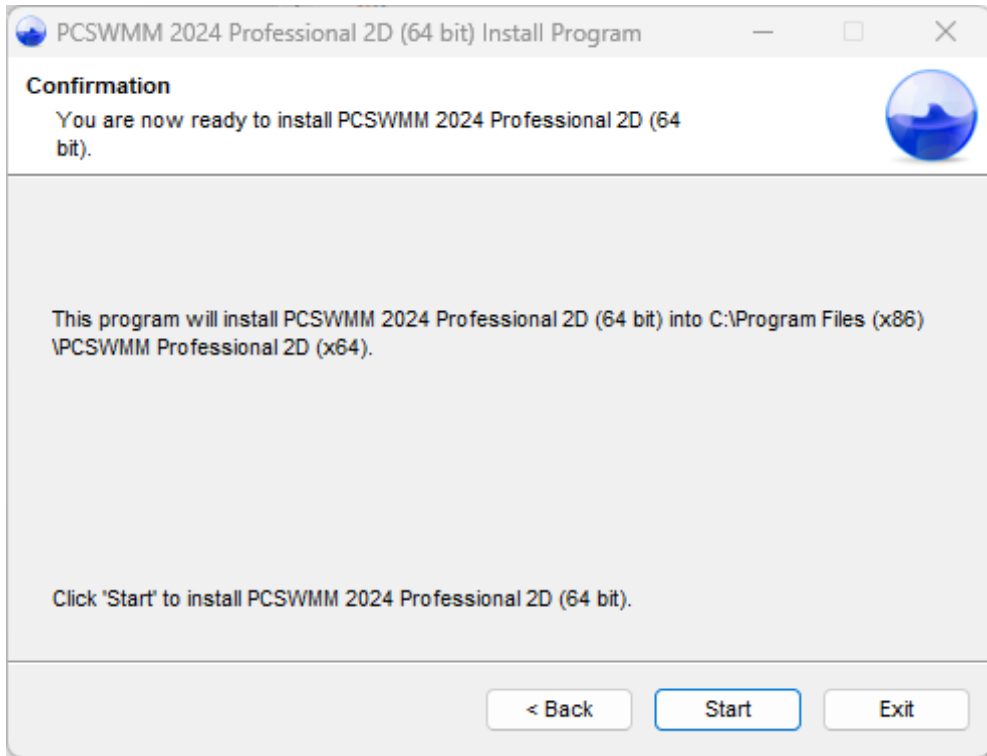 PCSWMM 2024 Professional 2D (64 bit) Install Program
Confirmation
You are now ready to install PCSWMM 2024 Professional 2D (64
bit).
This program will install PCSWMM 2024 Professional 2D (64 bit) into C:\Program Files (x86)
\PCSWMM Professional 2D (x64).
Click 'Start' to install PCSWMM 2024 Professional 2D (64 bit).
< Back Start Exit